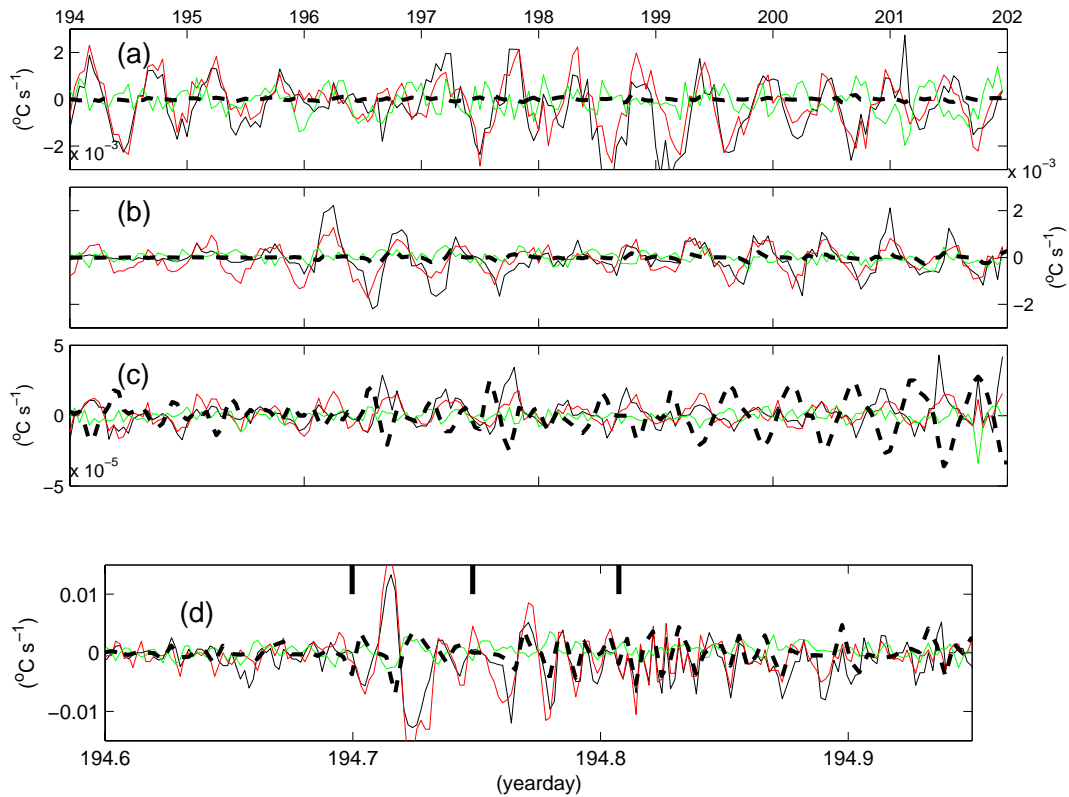 194 195 196 197 198 199 200 201 202
(a)
2
0
−2
(°C s⁻¹)
x 10⁻³
x 10⁻³
(b)
2
0
−2
(°C s⁻¹)
(c)
5
0
−5
(°C s⁻¹)
x 10⁻⁵
(d)
0.01
0
−0.01
(°C s⁻¹)
194.6 194.7 194.8 194.9
(yearday)